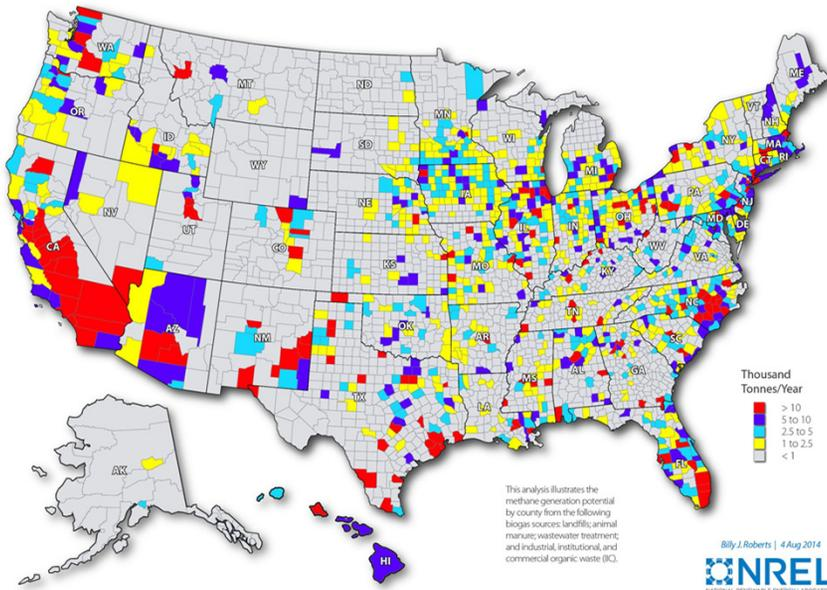 WA
MT
ND
MN
ME
VT
NH
OR
ID
SD
WI
NY
MA
CT
RI
WY
MI
IA
PA
NJ
NE
NV
OH
IL
IN
MD
DE
UT
CO
WV
CA
KS
MO
VA
KY
NC
TN
AZ
OK
NM
AR
SC
MS
AL
GA
TX
LA
FL
AK
HI
Thousand
Tonnes/Year
> 10
5 to 10
2.5 to 5
1 to 2.5
< 1
This analysis illustrates the
methane generation potential
by county from the following
biogas sources: landfills; animal
manure; wastewater treatment;
and industrial, institutional, and
commercial organic waste (IIC).
Billy J. Roberts | 4 Aug 2014
NREL